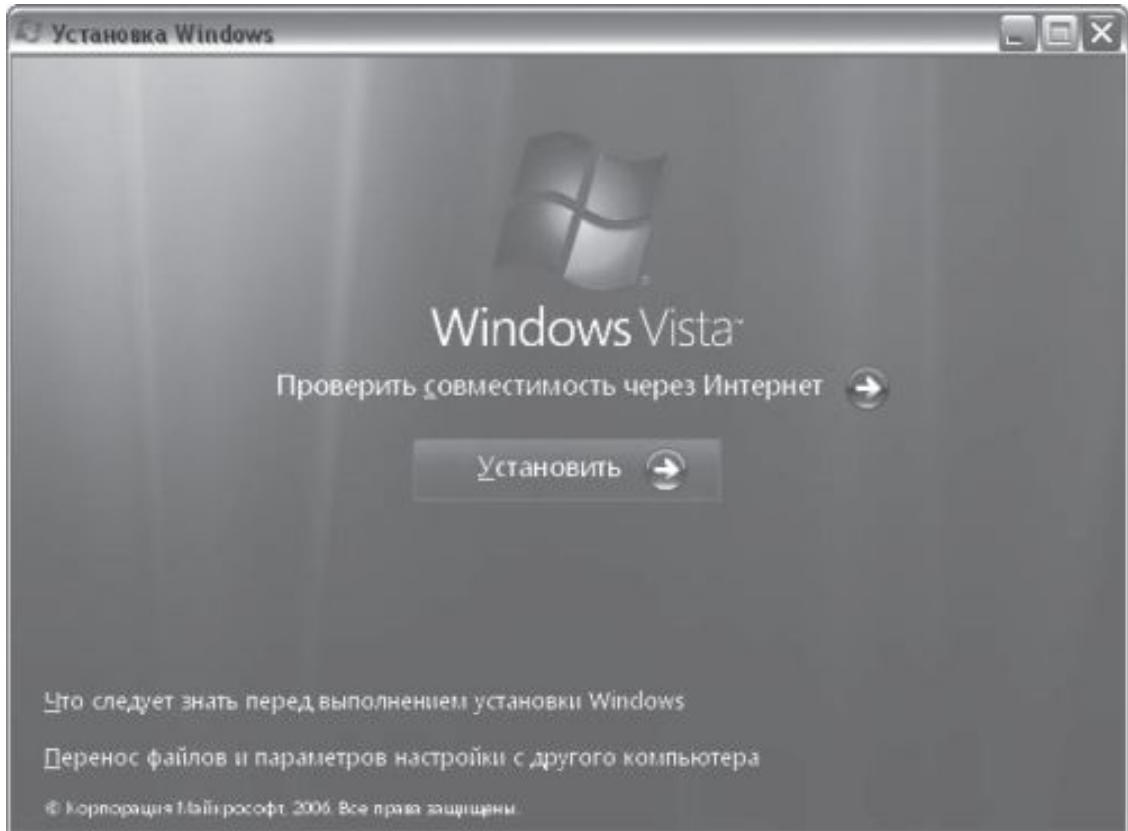 Установка Windows
Windows Vista™
Проверить совместимость через Интернет
Установить
Что следует знать перед выполнением установки Windows
Перенос файлов и параметров настройки с другого компьютера
© Корпорация Майкрософт, 2006. Все права защищены.